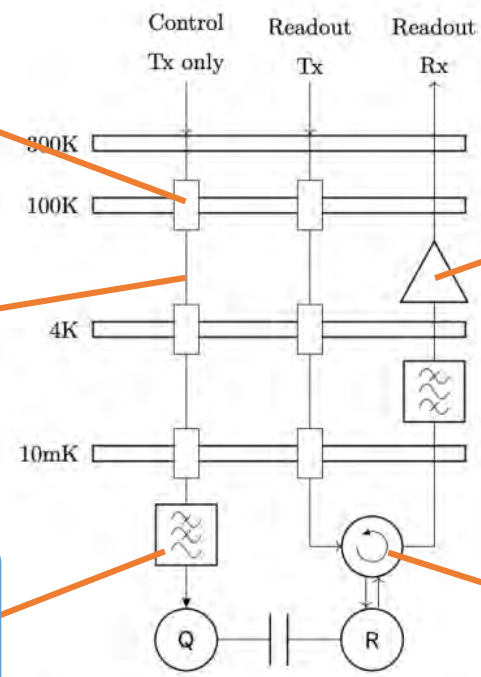 Control Readout Readout
Tx only Tx Rx
300K
100K
4K
10mK
Q R